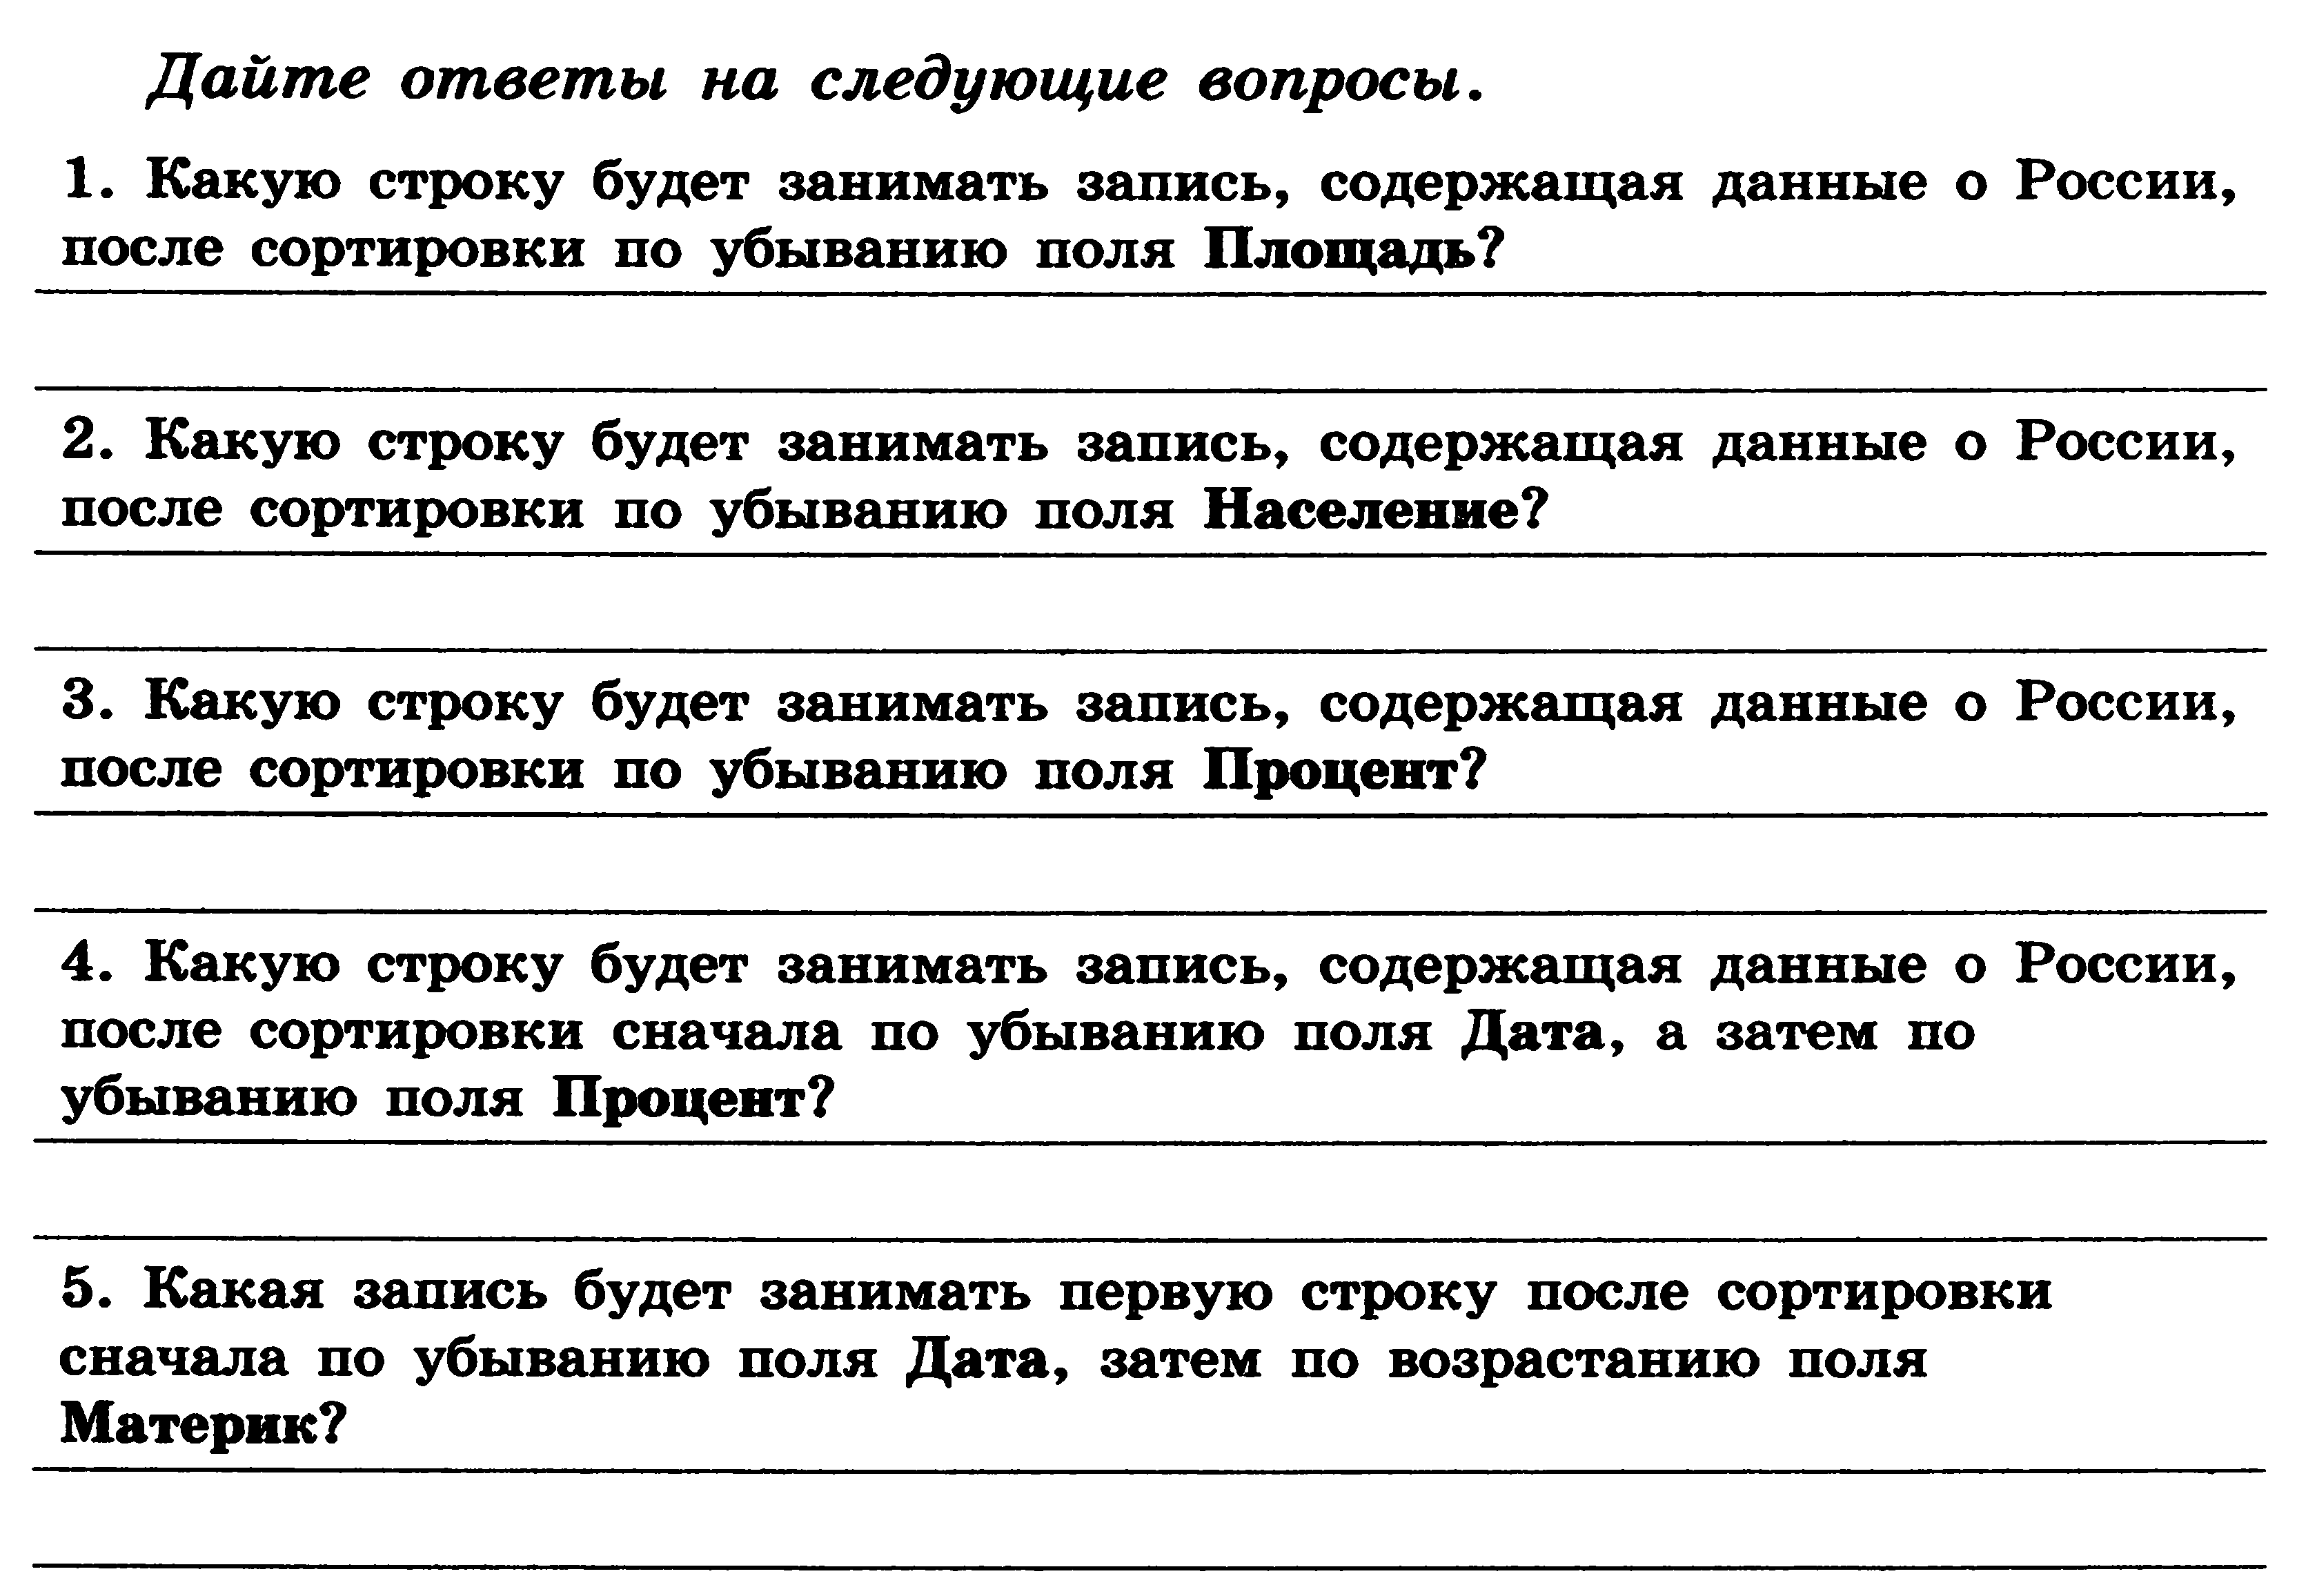 Дайте ответы на следующие вопросы.
1. Какую строку будет занимать запись, содержащая данные о России,
после сортировки по убыванию поля Площадь?
2. Какую строку будет занимать запись, содержащая данные о России,
после сортировки по убыванию поля Население?
3. Какую строку будет занимать запись, содержащая данные о России,
после сортировки по убыванию поля Процент?
4. Какую строку будет занимать запись, содержащая данные о России,
после сортировки сначала по убыванию поля Дата, а затем по
убыванию поля Процент?
5. Какая запись будет занимать первую строку после сортировки
сначала по убыванию поля Дата, затем по возрастанию поля
Материк?